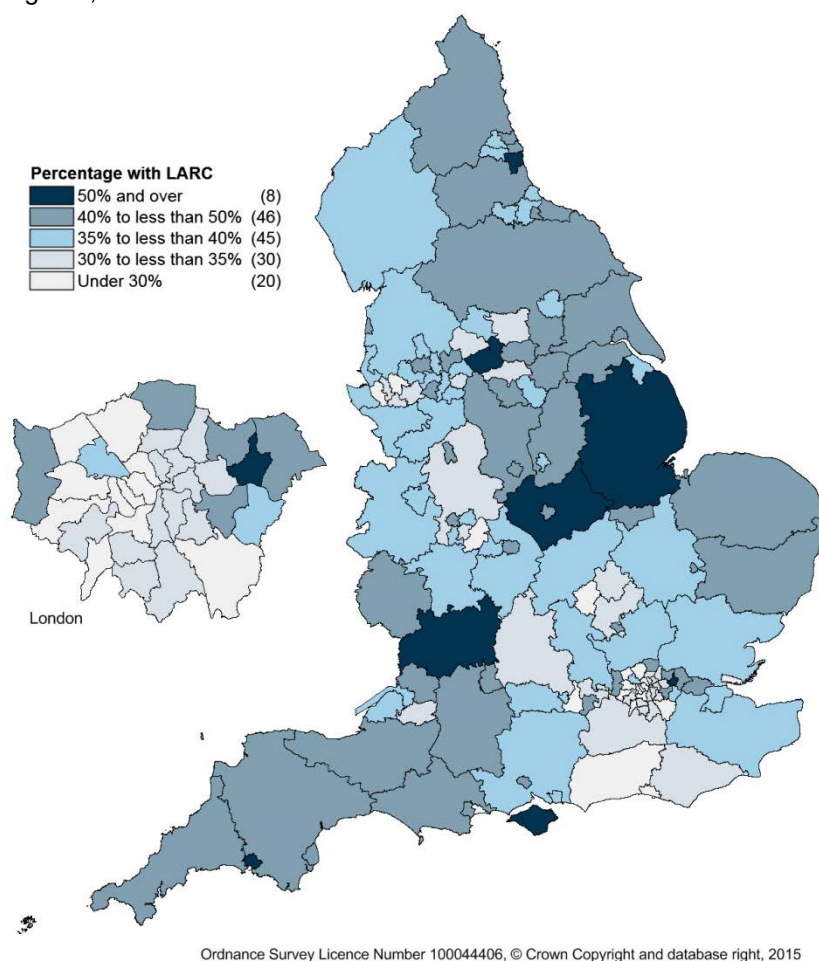 Percentage with LARC
50% and over (8)
40% to less than 50% (46)
35% to less than 40% (45)
30% to less than 35% (30)
Under 30% (20)
London
Ordnance Survey Licence Number 100044406, © Crown Copyright and database right, 2015